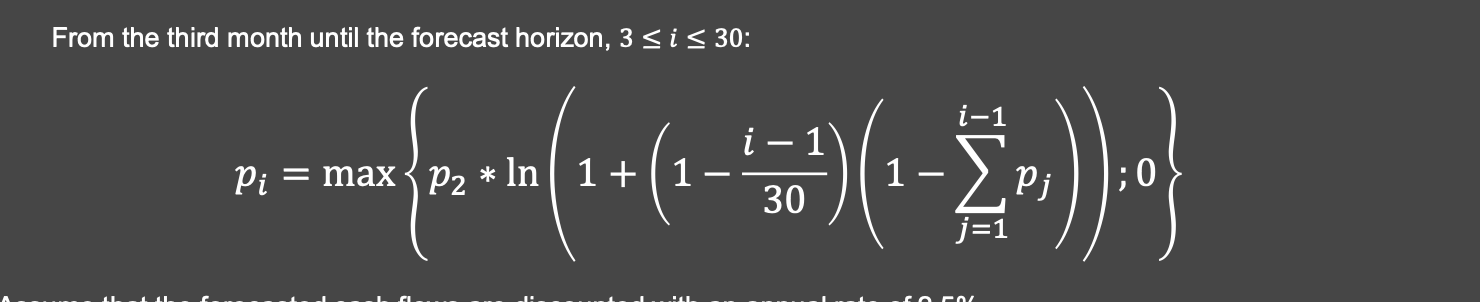 From the third month until the forecast horizon, 3 ≤ i ≤ 30:
p_i = max { p_2 * ln ( 1 + ( 1 − (i − 1)/30 ) ( 1 − ∑_{j=1}^{i−1} p_j ) ) ; 0 }